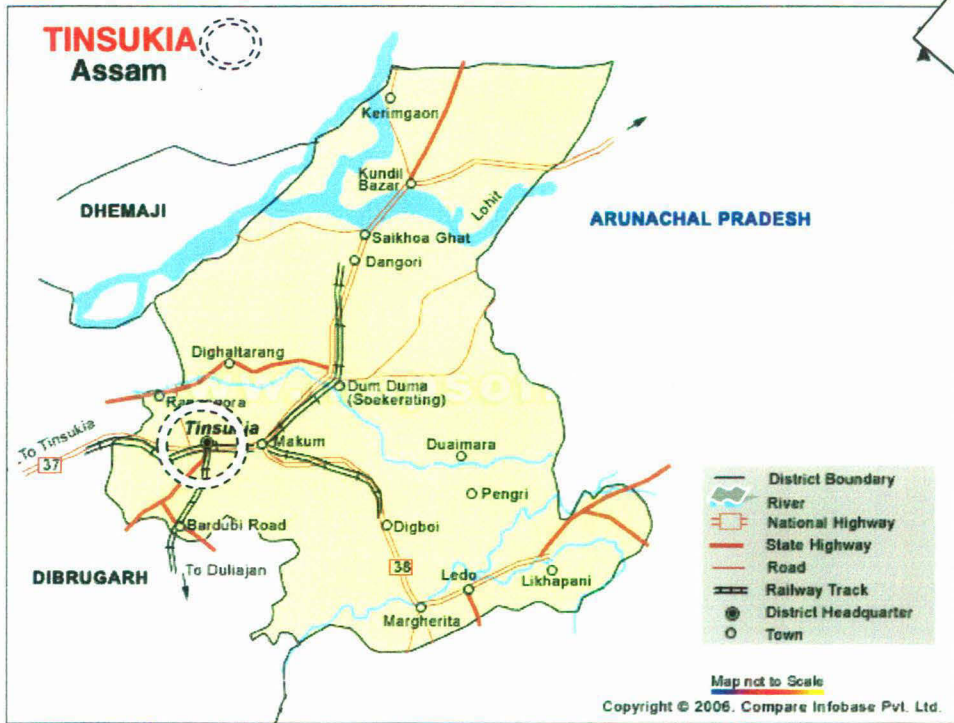 TINSUKIA
Assam
Kerimgaon
Kundil
Bazar
Lohit
DHEMAJI
ARUNACHAL PRADESH
Saikhoa Ghat
Dangori
Dighaltarang
Dum Duma
(Soekerating)
Tinsukia
To Tinsukia
37
Makum
Duaimara
Pengri
Bardubi Road
Digboi
DIBRUGARH
To Duliajan
38
Ledo
Likhapani
Margherita
District Boundary
River
National Highway
State Highway
Road
Railway Track
District Headquarter
Town
Map not to Scale
Copyright © 2006. Compare Infobase Pvt. Ltd.